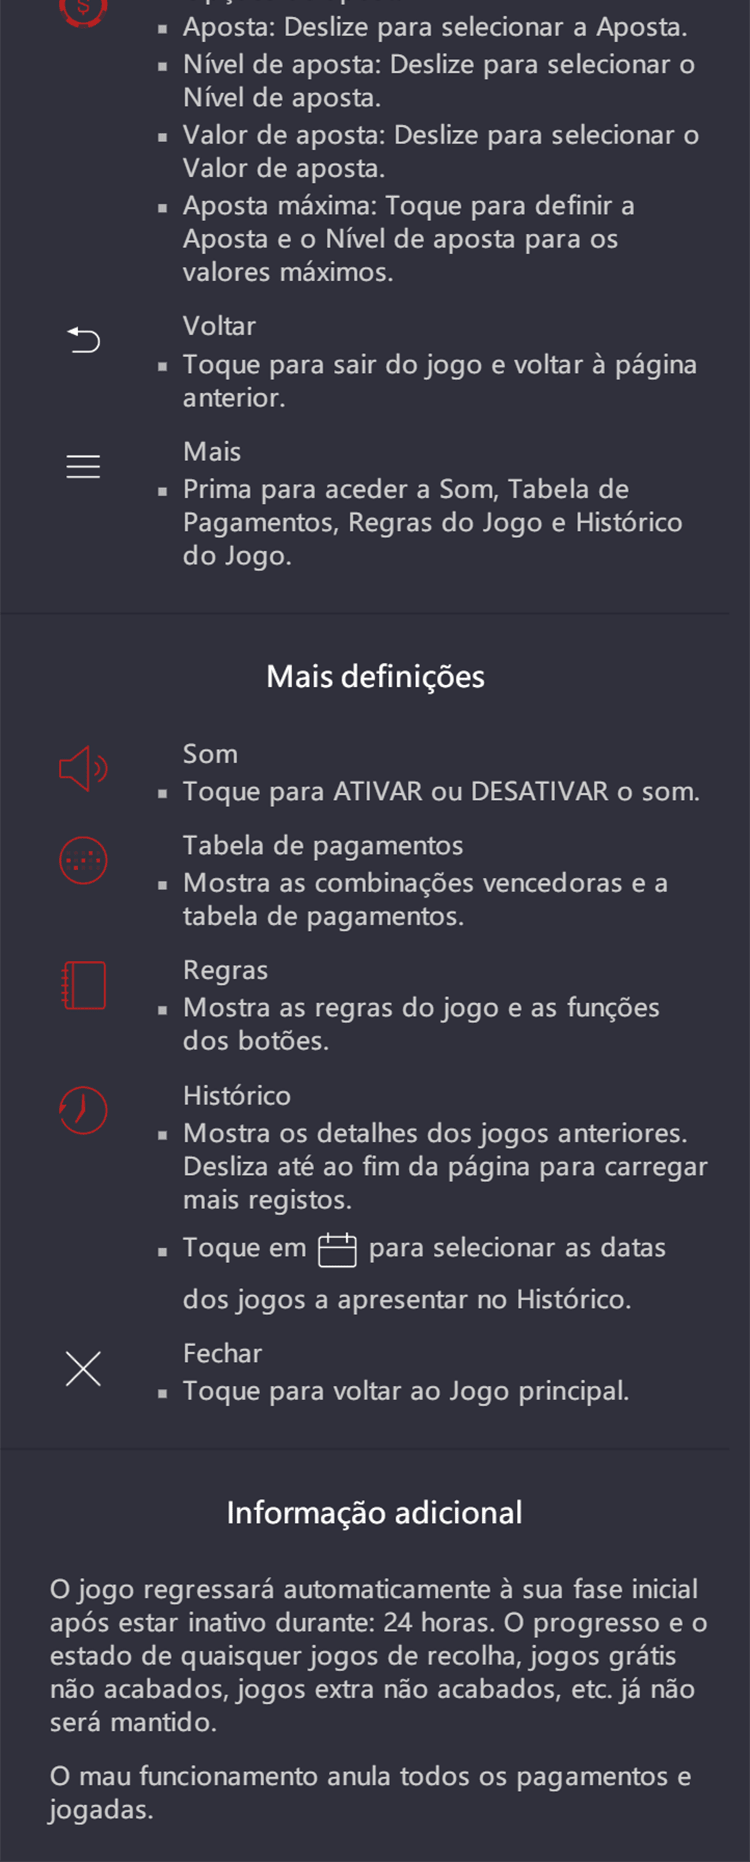 Aposta: Deslize para selecionar a Aposta.
Nível de aposta: Deslize para selecionar o
Nível de aposta.
Valor de aposta: Deslize para selecionar o
Valor de aposta.
Aposta máxima: Toque para definir a
Aposta e o Nível de aposta para os
valores máximos.
Voltar
Toque para sair do jogo e voltar à página
anterior.
Mais
Prima para aceder a Som, Tabela de
Pagamentos, Regras do Jogo e Histórico
do Jogo.
Mais definições
Som
Toque para ATIVAR ou DESATIVAR o som.
Tabela de pagamentos
Mostra as combinações vencedoras e a
tabela de pagamentos.
Regras
Mostra as regras do jogo e as funções
dos botões.
Histórico
Mostra os detalhes dos jogos anteriores.
Desliza até ao fim da página para carregar
mais registos.
Toque em para selecionar as datas
dos jogos a apresentar no Histórico.
Fechar
Toque para voltar ao Jogo principal.
Informação adicional
O jogo regressará automaticamente à sua fase inicial
após estar inativo durante: 24 horas. O progresso e o
estado de quaisquer jogos de recolha, jogos grátis
não acabados, jogos extra não acabados, etc. já não
será mantido.
O mau funcionamento anula todos os pagamentos e
jogadas.